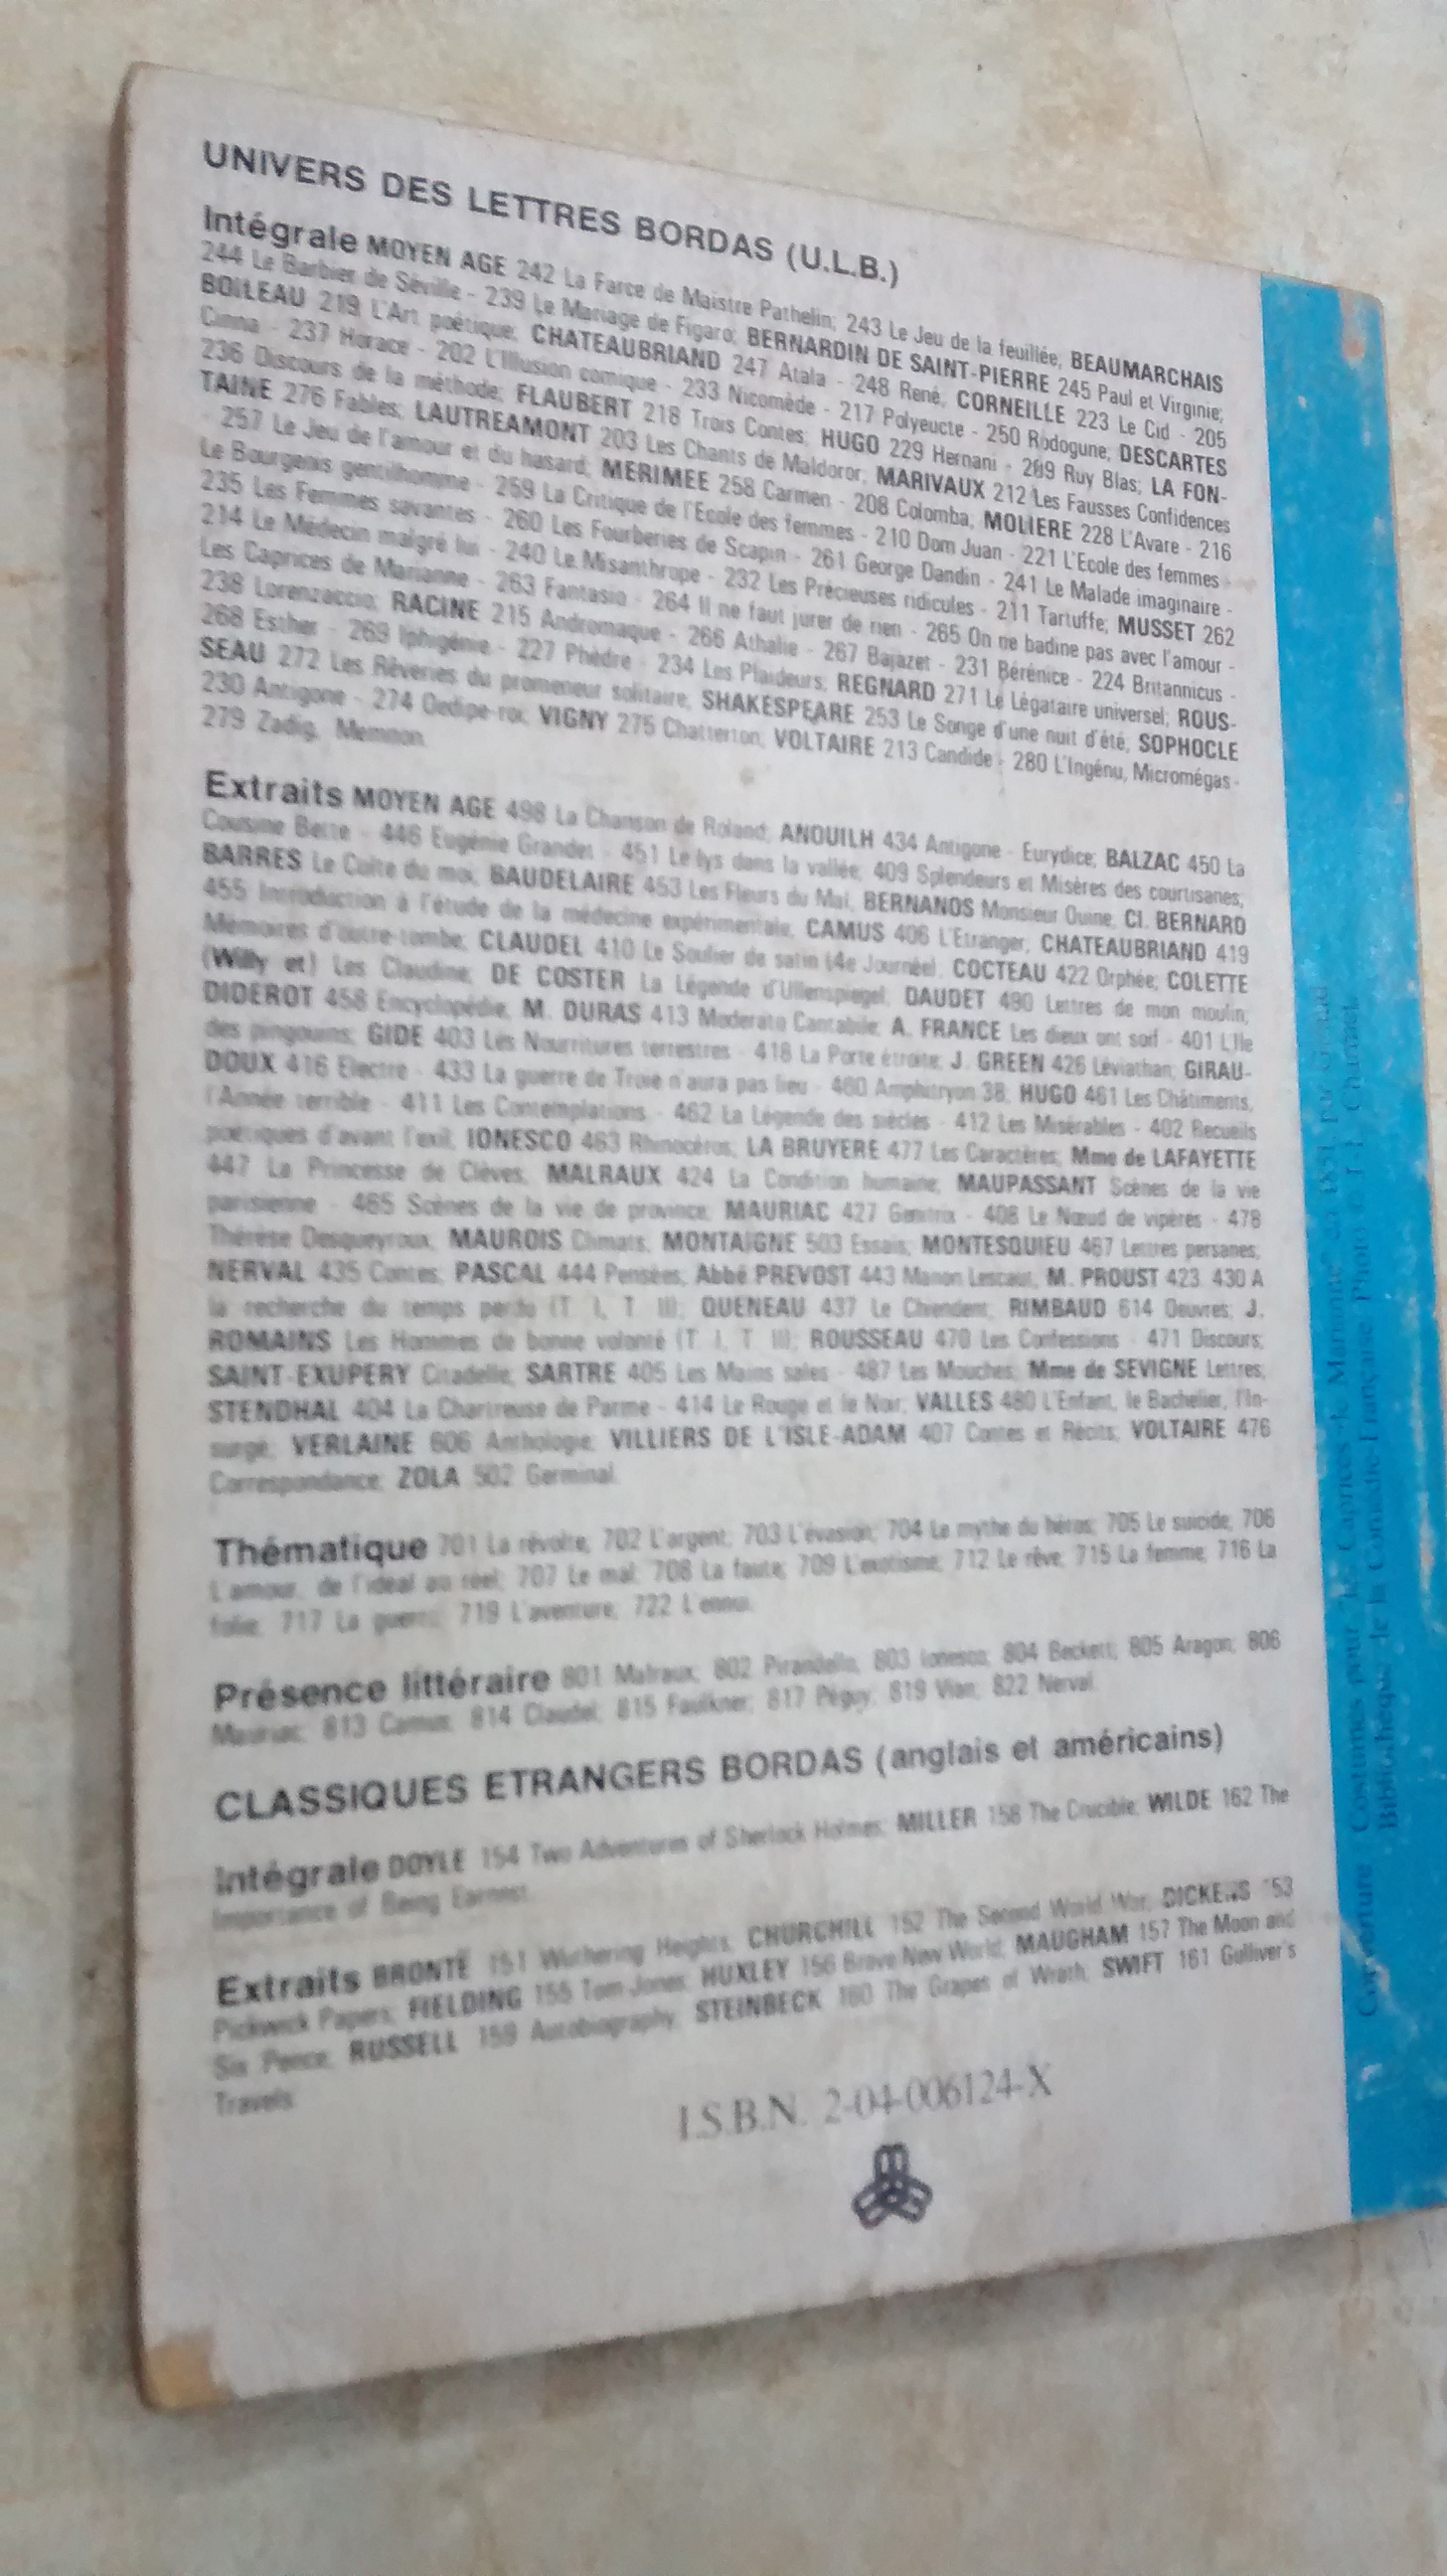 UNIVERS DES LETTRES BORDAS (U.L.B.)
Intégrale MOYEN AGE 242 La Farce de Maistre Pathelin; 243 Le Jeu de la feuillée; BEAUMARCHAIS
244 Le Barbier de Séville - 239 Le Mariage de Figaro; BERNARDIN DE SAINT-PIERRE 245 Paul et Virginie;
BOILEAU 219 L'Art poétique; CHATEAUBRIAND 247 Atala - 248 René; CORNEILLE 223 Le Cid - 205
Cinna - 237 Horace - 202 L'Illusion comique - 233 Nicomède - 217 Polyeucte - 250 Rodogune; DESCARTES
236 Discours de la méthode; FLAUBERT 218 Trois Contes; HUGO 229 Hernani - 209 Ruy Blas; LA FON-
TAINE 276 Fables; LAUTREAMONT 203 Les Chants de Maldoror; MARIVAUX 212 Les Fausses Confidences
- 257 Le Jeu de l'amour et du hasard; MERIMEE 258 Carmen - 208 Colomba; MOLIERE 228 L'Avare - 216
Le Bourgeois gentilhomme - 259 La Critique de l'Ecole des femmes - 210 Dom Juan - 221 L'Ecole des femmes -
235 Les Femmes savantes - 260 Les Fourberies de Scapin - 261 George Dandin - 241 Le Malade imaginaire -
214 Le Médecin malgré lui - 240 Le Misanthrope - 232 Les Précieuses ridicules - 211 Tartuffe; MUSSET 262
Les Caprices de Marianne - 263 Fantasio - 264 Il ne faut jurer de rien - 265 On ne badine pas avec l'amour -
238 Lorenzaccio; RACINE 215 Andromaque - 266 Athalie - 267 Bajazet - 231 Bérénice - 224 Britannicus -
268 Esther - 269 Iphigénie - 227 Phèdre - 234 Les Plaideurs; REGNARD 271 Le Légataire universel; ROUS-
SEAU 272 Les Rêveries du promeneur solitaire; SHAKESPEARE 253 Le Songe d'une nuit d'été; SOPHOCLE
230 Antigone - 274 Oedipe-roi; VIGNY 275 Chatterton; VOLTAIRE 213 Candide - 280 L'Ingénu, Micromégas -
279 Zadig, Memnon.
Extraits MOYEN AGE 498 La Chanson de Roland; ANOUILH 434 Antigone - Eurydice; BALZAC 450 La
Cousine Bette - 446 Eugénie Grandet - 451 Le lys dans la vallée; 409 Splendeurs et Misères des courtisanes;
BARRES Le Culte du moi; BAUDELAIRE 453 Les Fleurs du Mal; BERNANOS Monsieur Ouine; Cl. BERNARD
455 Introduction à l'étude de la médecine expérimentale; CAMUS 406 L'Etranger; CHATEAUBRIAND 419
Mémoires d'outre-tombe; CLAUDEL 410 Le Soulier de satin (4e Journée); COCTEAU 422 Orphée; COLETTE
(Willy et) Les Claudine; DE COSTER La Légende d'Ulenspiegel; DAUDET 490 Lettres de mon moulin;
DIDEROT 458 Encyclopédie; M. DURAS 413 Moderato Cantabile; A. FRANCE Les dieux ont soif - 401 L'Ile
des pingouins; GIDE 403 Les Nourritures terrestres - 418 La Porte étroite; J. GREEN 426 Léviathan; GIRAU-
DOUX 416 Electre - 433 La guerre de Troie n'aura pas lieu - 460 Amphitryon 38; HUGO 461 Les Châtiments,
l'Année terrible - 411 Les Contemplations - 462 La Légende des siècles - 412 Les Misérables - 402 Recueils
poétiques d'avant l'exil; IONESCO 463 Rhinocéros; LA BRUYERE 477 Les Caractères; Mme de LAFAYETTE
447 La Princesse de Clèves; MALRAUX 424 La Condition humaine; MAUPASSANT Scènes de la vie
parisienne - 465 Scènes de la vie de province; MAURIAC 427 Genitrix - 408 Le Nœud de vipères - 478
Thérèse Desqueyroux; MAUROIS Climats; MONTAIGNE 503 Essais; MONTESQUIEU 467 Lettres persanes;
NERVAL 435 Contes; PASCAL 444 Pensées; Abbé PREVOST 443 Manon Lescaut; M. PROUST 423, 430 A
la recherche du temps perdu (T. I, T. II); QUENEAU 437 Le Chiendent; RIMBAUD 614 Oeuvres; J.
ROMAINS Les Hommes de bonne volonté (T. I, T. II); ROUSSEAU 470 Les Confessions - 471 Discours;
SAINT-EXUPERY Citadelle; SARTRE 405 Les Mains sales - 487 Les Mouches; Mme de SEVIGNE Lettres;
STENDHAL 404 La Chartreuse de Parme - 414 Le Rouge et le Noir; VALLES 480 L'Enfant, le Bachelier, l'In-
surgé; VERLAINE 606 Anthologie; VILLIERS DE L'ISLE-ADAM 407 Contes et Récits; VOLTAIRE 476
Correspondance; ZOLA 502 Germinal.
Thématique 701 La révolte; 702 L'argent; 703 L'évasion; 704 Le mythe du héros; 705 Le suicide; 706
L'amour, de l'idéal au réel; 707 Le mal; 708 La faute; 709 L'exotisme; 712 Le rêve; 715 La femme; 716 La
folie; 717 La guerre; 719 L'aventure; 722 L'ennui.
Présence littéraire 801 Malraux; 802 Pirandello; 803 Ionesco; 804 Beckett; 805 Aragon; 806
Mauriac; 813 Camus; 814 Claudel; 815 Faulkner; 817 Péguy; 819 Vian; 822 Nerval.
CLASSIQUES ETRANGERS BORDAS (anglais et américains)
Intégrale DOYLE 154 Two Adventures of Sherlock Holmes; MILLER 158 The Crucible; WILDE 162 The
Importance of Being Earnest.
Extraits BRONTË 151 Wuthering Heights; CHURCHILL 152 The Second World War; DICKENS 153
Pickwick Papers; FIELDING 155 Tom Jones; HUXLEY 156 Brave New World; MAUGHAM 157 The Moon and
Six Pence; RUSSELL 159 Autobiography; STEINBECK 160 The Grapes of Wrath; SWIFT 161 Gulliver's
Travels.
I.S.B.N. 2-04-006124-X
Couverture : Costumes pour "les Caprices de Marianne" en 1851, par
Bibliothèque de la Comédie-Française. Photo © J.-L. Charmet.